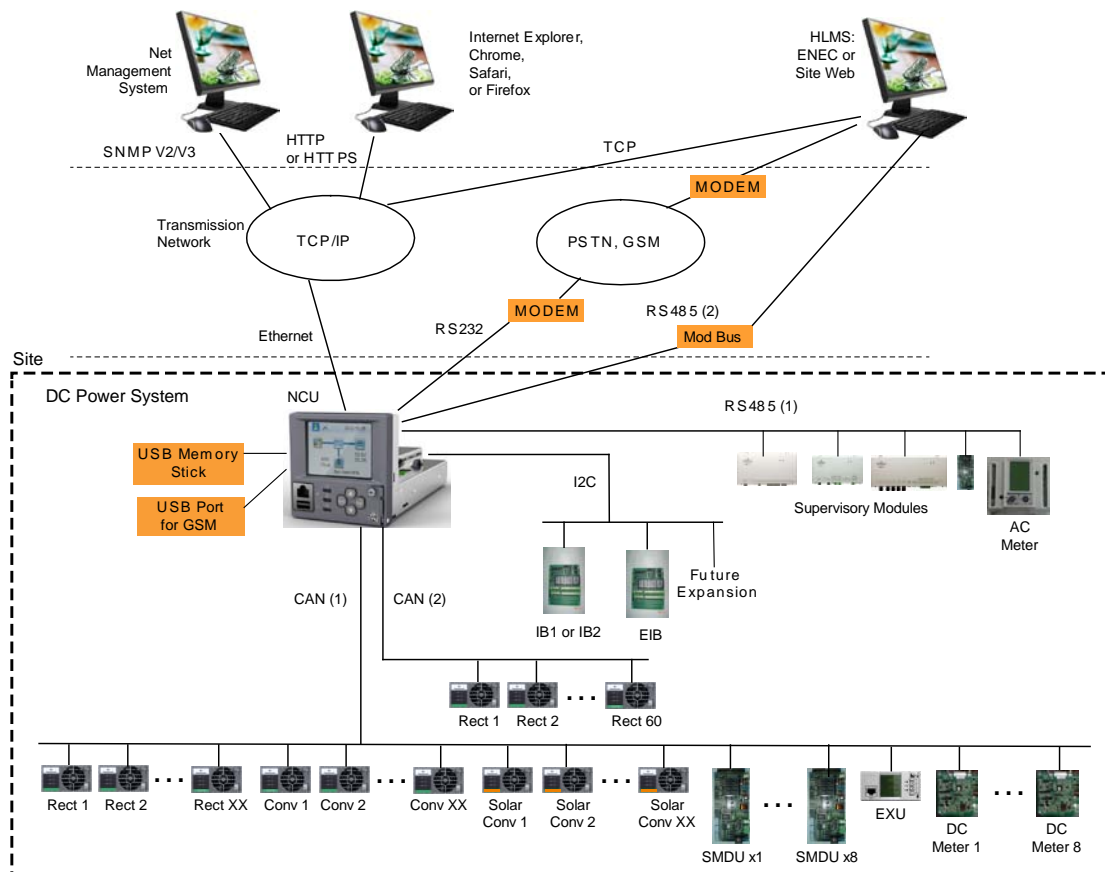 Net
Management
System
Internet Explorer,
Chrome,
Safari,
or Firefox
HLMS:
ENEC or
Site Web
SNMP V2/V3
HTTP
or HTTPS
TCP
MODEM
Transmission
Network
TCP/IP
PSTN, GSM
MODEM
RS232
RS485 (2)
Mod Bus
Ethernet
Site
DC Power System
NCU
RS485 (1)
USB Memory
Stick
USB Port
for GSM
I2C
Supervisory Modules
AC
Meter
Future
Expansion
CAN (1)
CAN (2)
IB1 or IB2
EIB
Rect 1
Rect 2
...
Rect 60
Rect 1
Rect 2
...
Rect XX
Conv 1
Conv 2
...
Conv XX
Solar
Conv 1
Solar
Conv 2
...
Solar
Conv XX
SMDU x1
...
SMDU x8
EXU
DC
Meter 1
...
DC
Meter 8